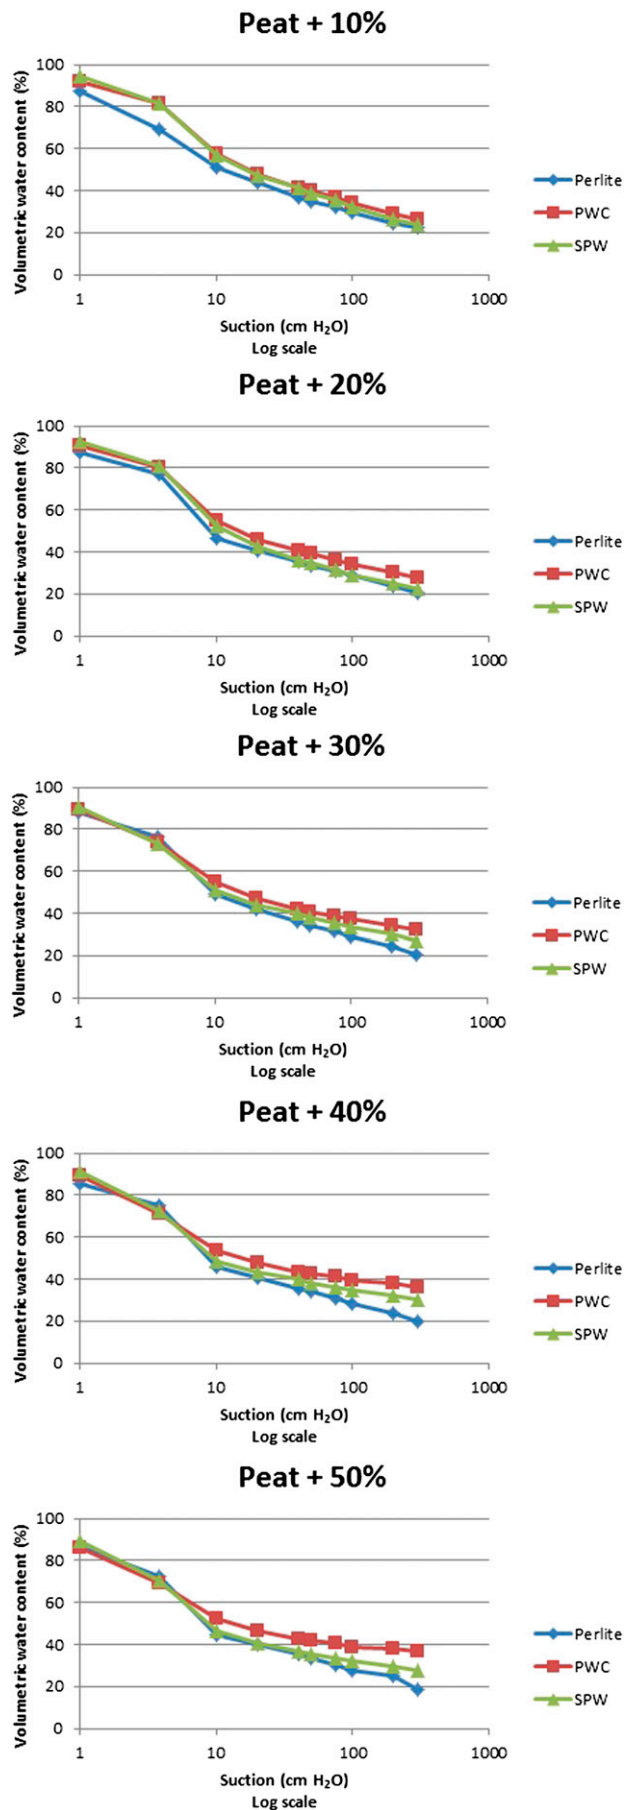 Peat + 10%
Volumetric water content (%)
100
80
60
40
20
0
1
10
100
1000
Suction (cm H₂O)
Log scale
Perlite
PWC
SPW
Peat + 20%
Volumetric water content (%)
100
80
60
40
20
0
1
10
100
1000
Suction (cm H₂O)
Log scale
Perlite
PWC
SPW
Peat + 30%
Volumetric water content (%)
100
80
60
40
20
0
1
10
100
1000
Suction (cm H₂O)
Log scale
Perlite
PWC
SPW
Peat + 40%
Volumetric water content (%)
100
80
60
40
20
0
1
10
100
1000
Suction (cm H₂O)
Log scale
Perlite
PWC
SPW
Peat + 50%
Volumetric water content (%)
100
80
60
40
20
0
1
10
100
1000
Suction (cm H₂O)
Log scale
Perlite
PWC
SPW